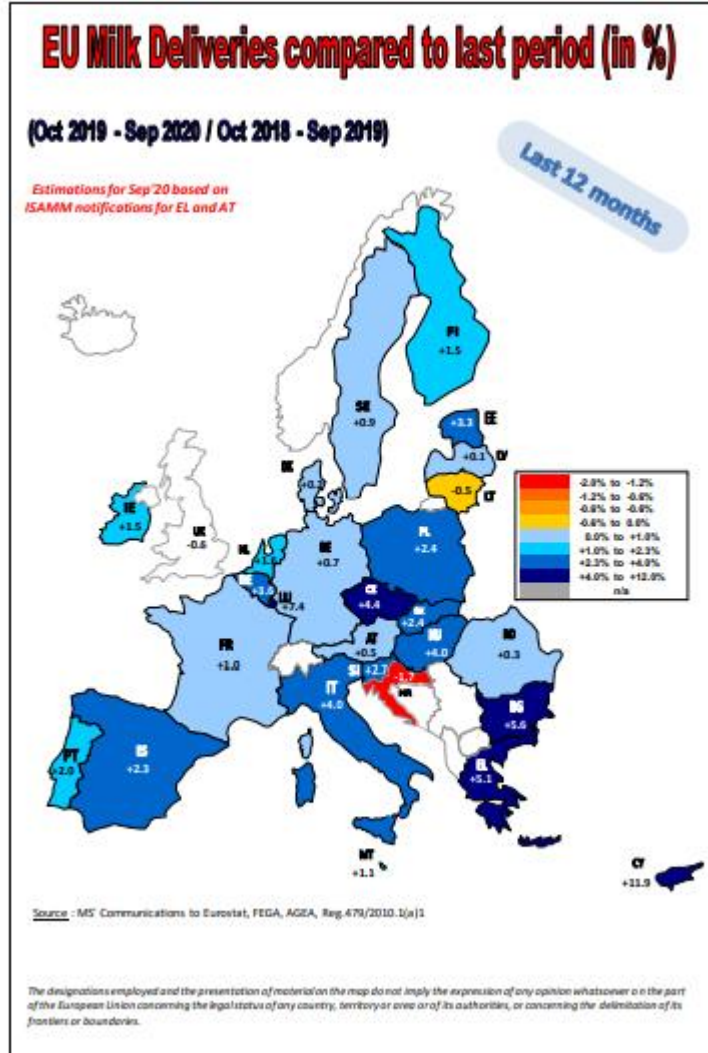 EU Milk Deliveries compared to last period (in %)
(Oct 2019 - Sep 2020 / Oct 2018 - Sep 2019)
Last 12 months
Estimations for Sep'20 based on
ISAMM notifications for EL and AT
FI
+1.5
SE
+0.9
EE
+3.3
LV
+0.1
LT
-0.5
DK
IE
+1.5
UK
-0.6
NL
DE
+0.7
PL
+2.4
BE
LU
+7.4
CZ
+4.4
SK
+2.4
FR
+1.0
AT
+0.5
HU
+4.0
RO
+0.3
SI
+2.7
-1.7
HR
IT
+4.0
BG
+5.6
PT
+2.0
ES
+2.3
EL
+5.1
MT
+1.1
CY
+11.9
-2.0% to -1.2%
-1.2% to -0.6%
-0.6% to -0.6%
-0.6% to 0.0%
0.0% to +1.0%
+1.0% to +2.3%
+2.3% to +4.0%
+4.0% to +12.0%
n/a
Source : MS' Communications to Eurostat, FEGA, AGEA, Reg.479/2010.1(a)1
The designations employed and the presentation of material on the map do not imply the expression of any opinion whatsoever on the part
of the European Union concerning the legal status of any country, territory or area or of its authorities, or concerning the delimitation of its
frontiers or boundaries.